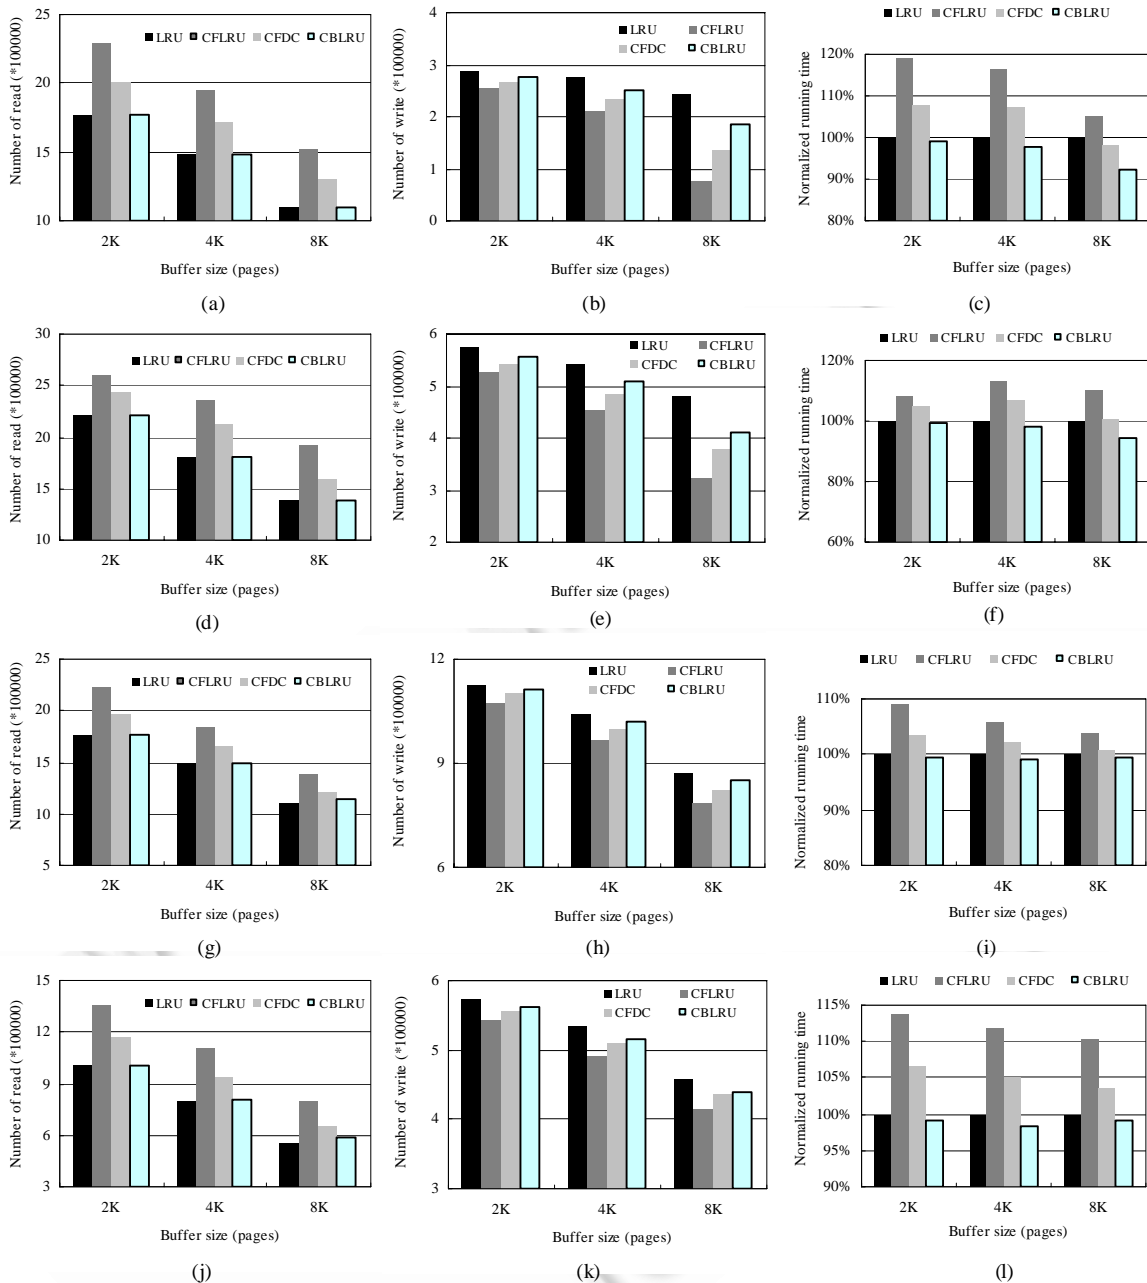 LRU CFLRU CFDC CBLRU
Number of read (*100000)
25
20
15
10
2K 4K 8K
Buffer size (pages)
(a)
LRU CFLRU
CFDC CBLRU
Number of write (*100000)
4
3
2
1
0
2K 4K 8K
Buffer size (pages)
(b)
LRU CFLRU CFDC CBLRU
Normalized running time
120%
110%
100%
90%
80%
2K 4K 8K
Buffer size (pages)
(c)
LRU CFLRU CFDC CBLRU
Number of read (*100000)
30
25
20
15
10
2K 4K 8K
Buffer size (pages)
(d)
LRU CFLRU
CFDC CBLRU
Number of write (*100000)
6
5
4
3
2
2K 4K 8K
Buffer size (pages)
(e)
LRU CFLRU CFDC CBLRU
Normalized running time
120%
100%
80%
60%
2K 4K 8K
Buffer size (pages)
(f)
LRU CFLRU CFDC CBLRU
Number of read (*100000)
25
20
15
10
5
2K 4K 8K
Buffer size (pages)
(g)
LRU CFLRU
CFDC CBLRU
Number of write (*100000)
12
9
6
2K 4K 8K
Buffer size (pages)
(h)
LRU CFLRU CFDC CBLRU
Normalized running time
110%
100%
90%
80%
2K 4K 8K
Buffer size (pages)
(i)
LRU CFLRU CFDC CBLRU
Number of read (*100000)
15
12
9
6
3
2K 4K 8K
Buffer size (pages)
(j)
LRU CFLRU
CFDC CBLRU
Number of write (*100000)
6
5
4
3
2K 4K 8K
Buffer size (pages)
(k)
LRU CFLRU CFDC CBLRU
Normalized running time
115%
110%
105%
100%
95%
90%
2K 4K 8K
Buffer size (pages)
(l)